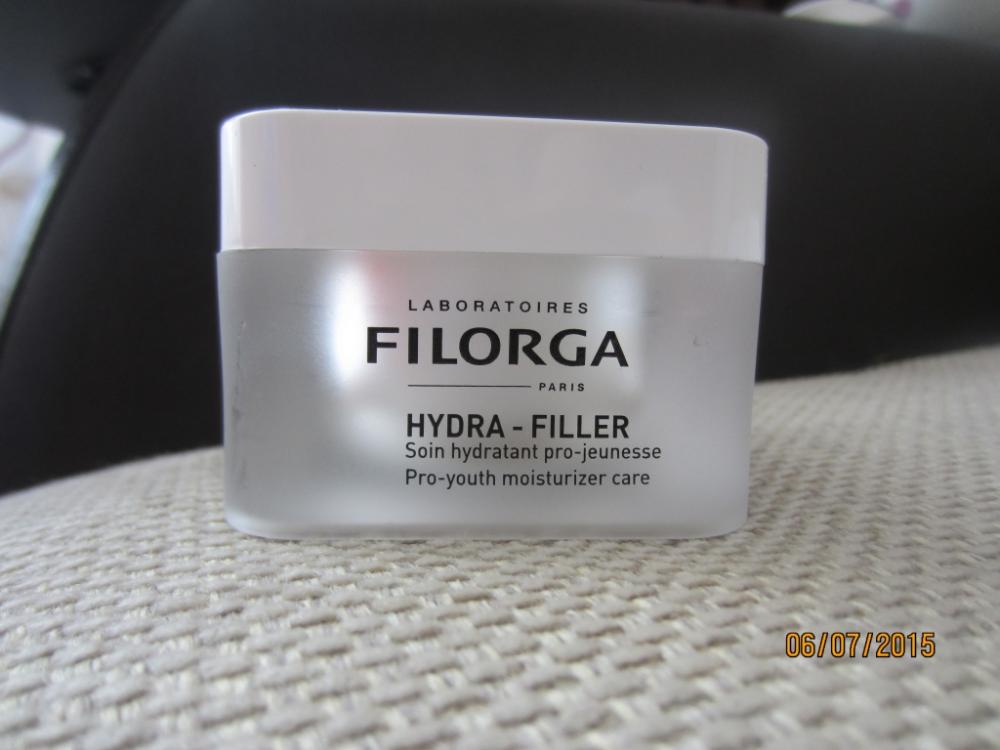 LABORATOIRES
FILORGA
PARIS
HYDRA - FILLER
Soin hydratant pro-jeunesse
Pro-youth moisturizer care
06/07/2015